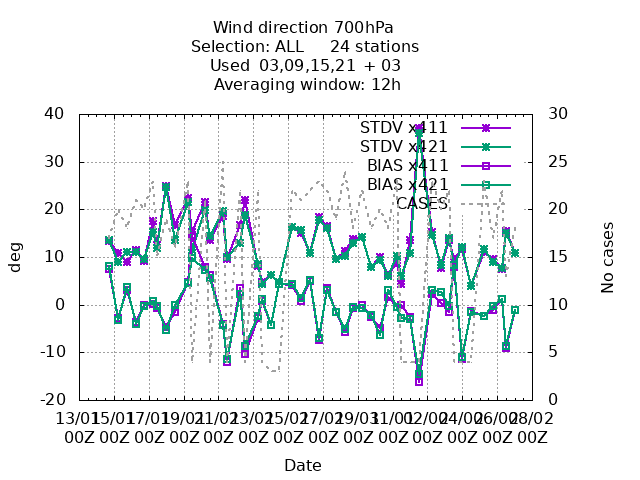 Wind direction 700hPa
Selection: ALL 24 stations
Used 03,09,15,21 + 03
Averaging window: 12h
STDV x411
STDV x421
BIAS x411
BIAS x421
CASES
40
30
20
10
0
-10
-20
30
25
20
15
10
5
0
deg
No cases
13/01 15/01 17/01 19/01 21/01 23/01 25/01 27/01 29/01 31/01 02/02 04/02 06/02 08/02
00Z 00Z 00Z 00Z 00Z 00Z 00Z 00Z 00Z 00Z 00Z 00Z 00Z 00Z
Date